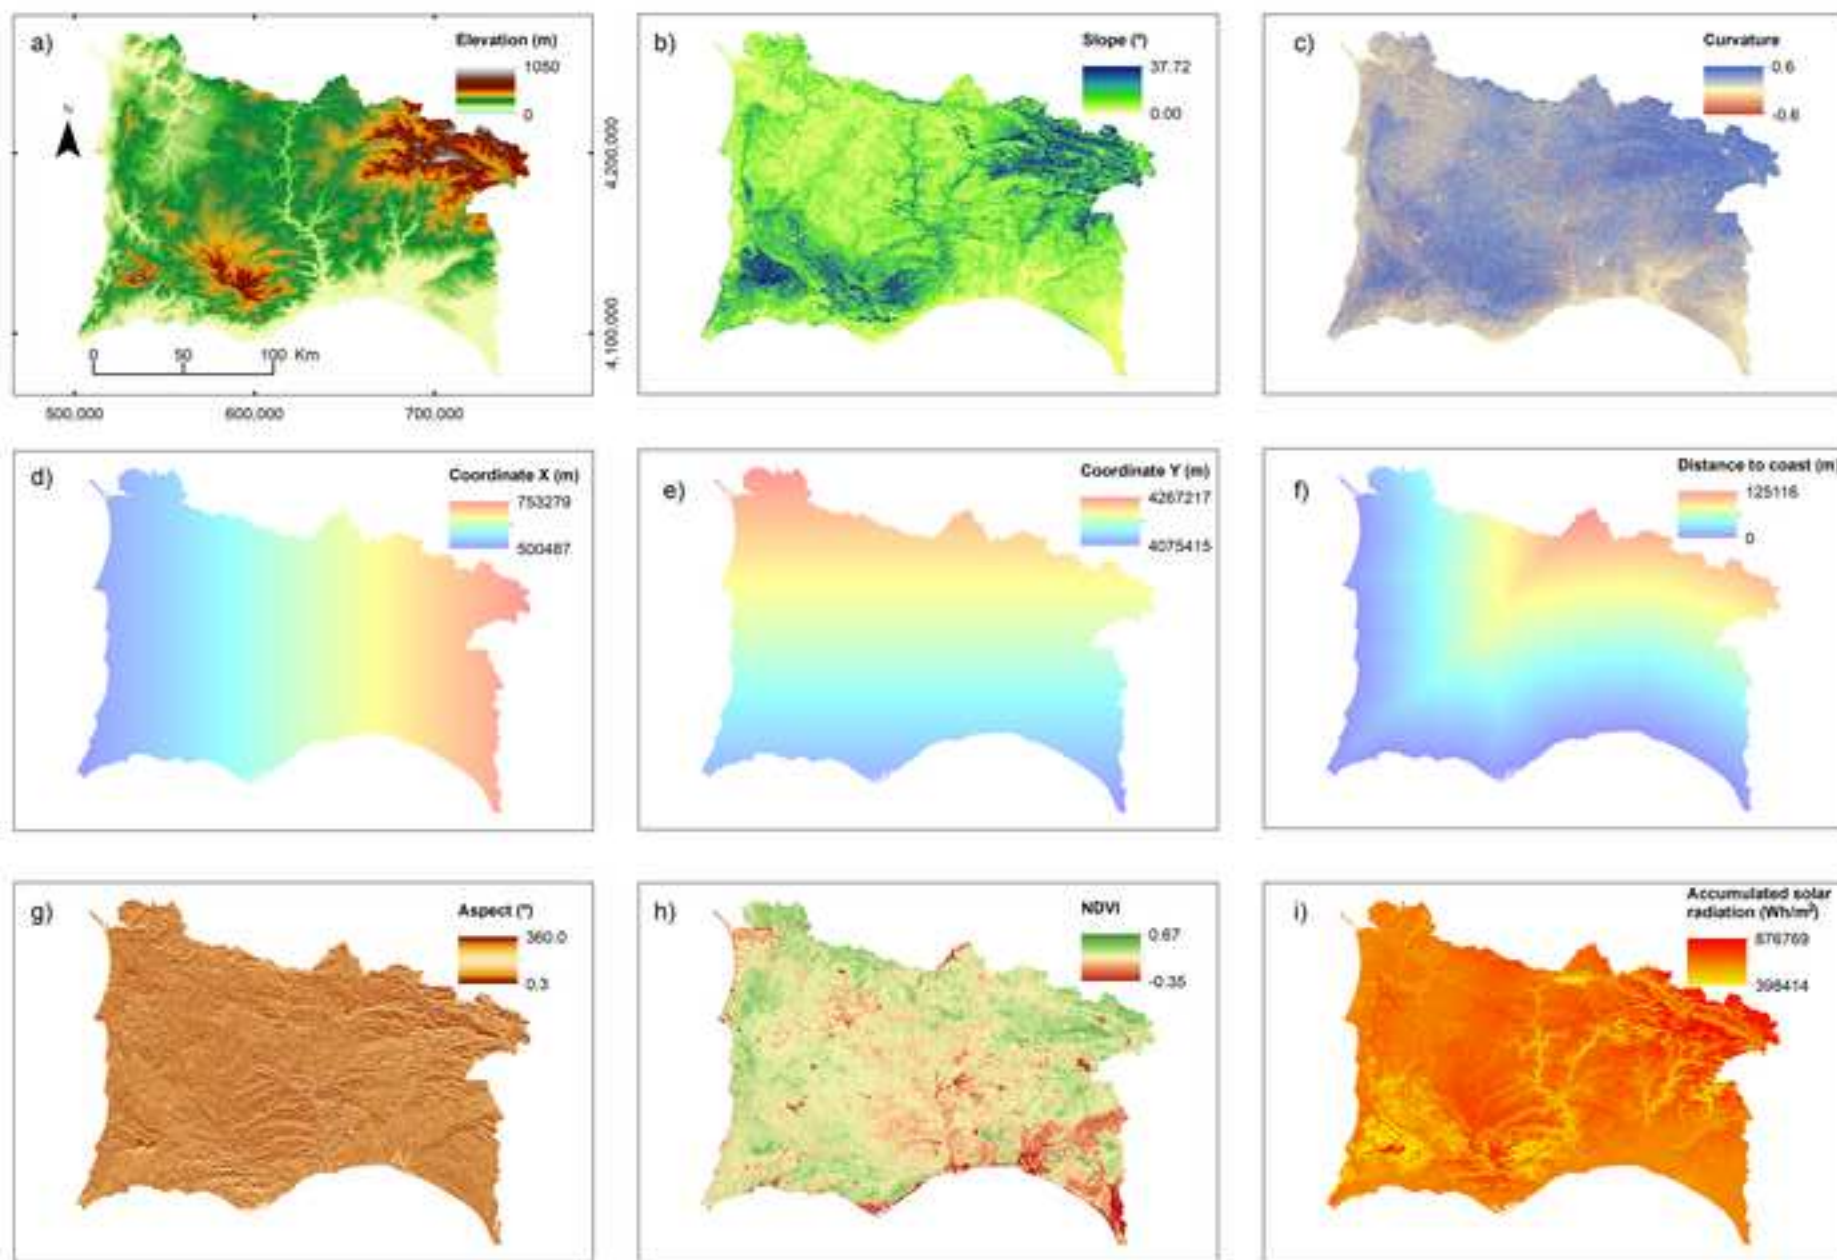 a)
Elevation (m)
1050
0
N
0 50 100 Km
500,000 600,000 700,000
4,200,000
4,100,000
b)
Slope (°)
37.72
0.00
c)
Curvature
0.6
-0.6
d)
Coordinate X (m)
753279
500487
e)
Coordinate Y (m)
4267217
4075415
f)
Distance to coast (m)
125116
0
g)
Aspect (°)
360.0
0.3
h)
NDVI
0.67
-0.35
i)
Accumulated solar
radiation (Wh/m²)
876769
398414